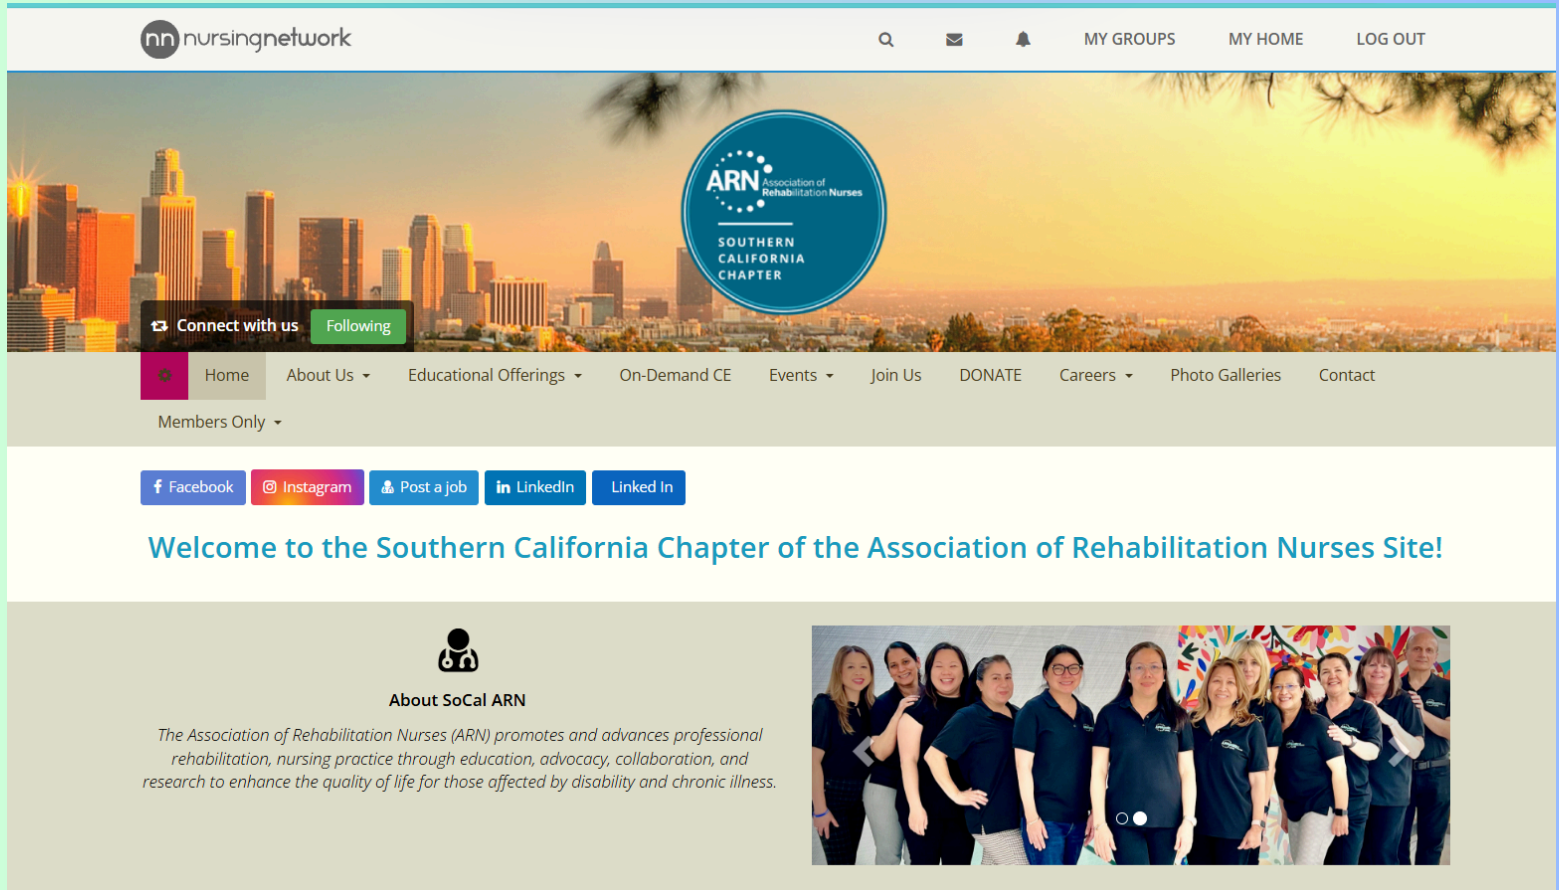 nn nursingnetwork
MY GROUPS
MY HOME
LOG OUT
ARN Association of
Rehabilitation Nurses
SOUTHERN
CALIFORNIA
CHAPTER
Connect with us
Following
Home
About Us
Educational Offerings
On-Demand CE
Events
Join Us
DONATE
Careers
Photo Galleries
Contact
Members Only
Facebook
Instagram
Post a job
in LinkedIn
Linked In
Welcome to the Southern California Chapter of the Association of Rehabilitation Nurses Site!
About SoCal ARN
The Association of Rehabilitation Nurses (ARN) promotes and advances professional
rehabilitation, nursing practice through education, advocacy, collaboration, and
research to enhance the quality of life for those affected by disability and chronic illness.